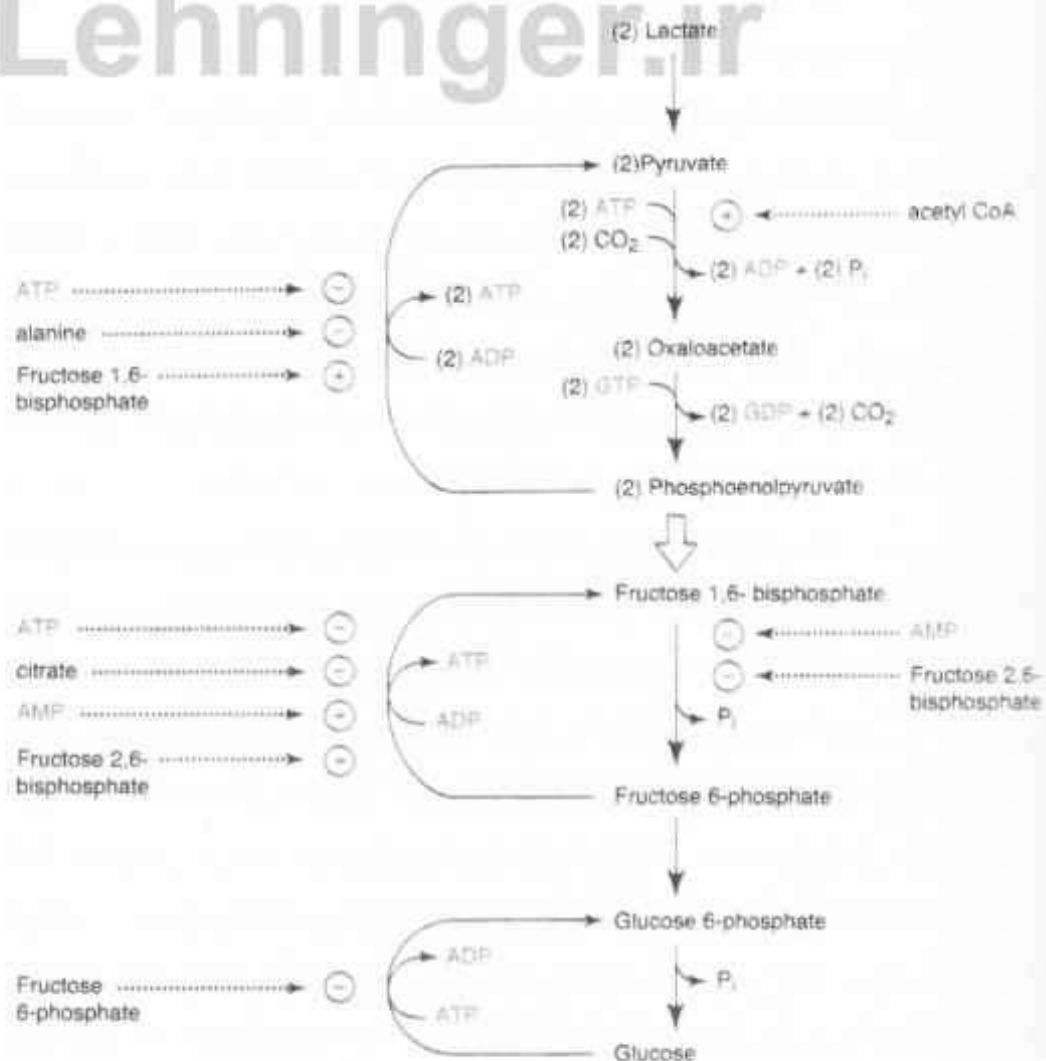 Lehninger.ir
(2) Lactate
(2)Pyruvate
(2) ATP
(2) CO₂
acetyl CoA
(2) ADP + (2) Pᵢ
ATP
alanine
Fructose 1,6-
bisphosphate
(2) ATP
(2) ADP
(2) Oxaloacetate
(2) GTP
(2) GDP + (2) CO₂
(2) Phosphoenolpyruvate
Fructose 1,6- bisphosphate
ATP
citrate
AMP
Fructose 2,6-
bisphosphate
ATP
ADP
AMP
Fructose 2,6-
bisphosphate
Pᵢ
Fructose 6-phosphate
Glucose 6-phosphate
Fructose
6-phosphate
ADP
ATP
Pᵢ
Glucose